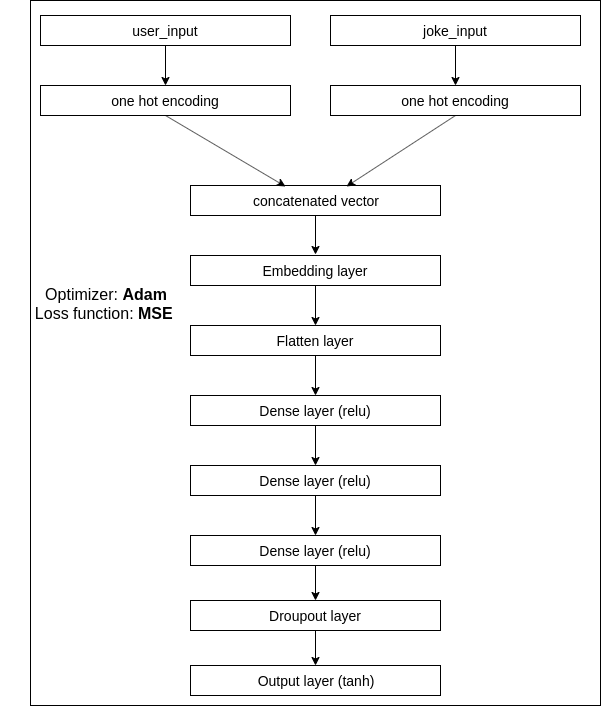 user_input
joke_input
one hot encoding
one hot encoding
concatenated vector
Embedding layer
Optimizer: Adam
Loss function: MSE
Flatten layer
Dense layer (relu)
Dense layer (relu)
Dense layer (relu)
Droupout layer
Output layer (tanh)